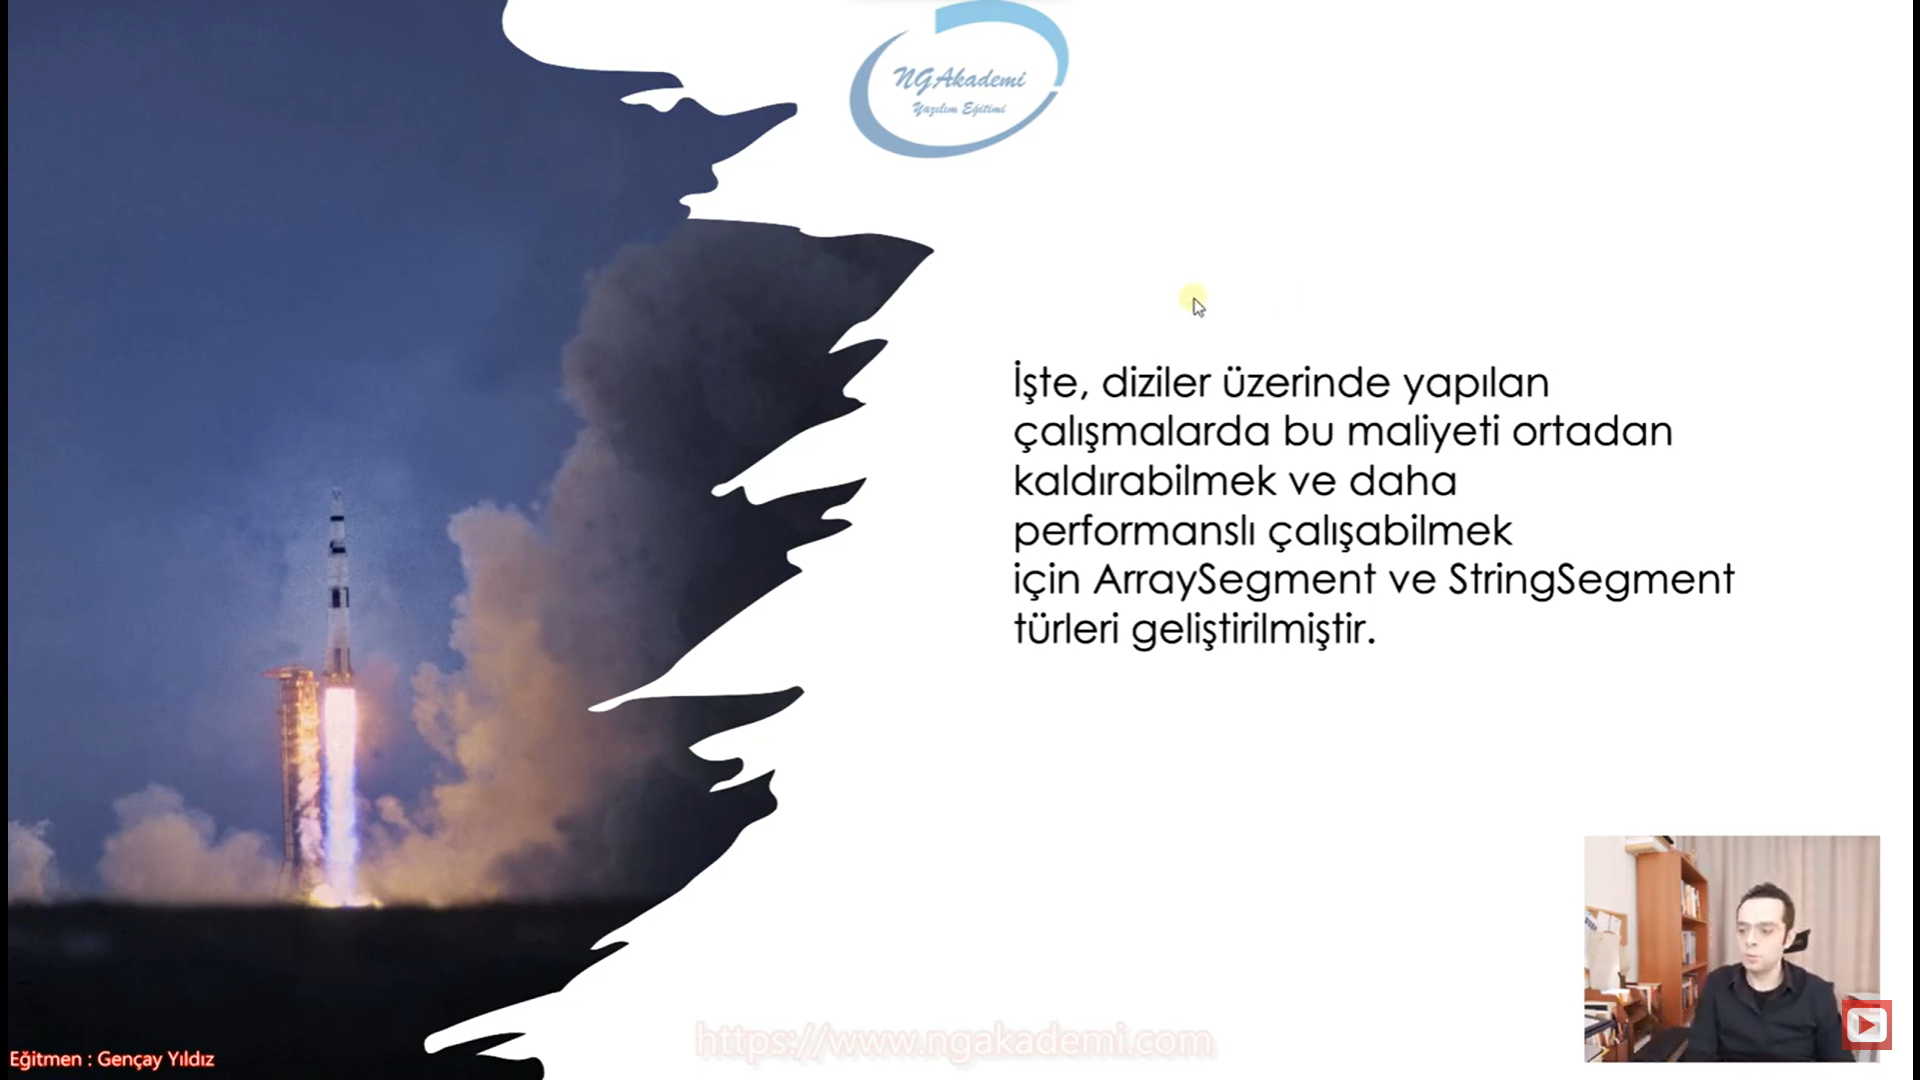 NGAkademi
Yazılım Eğitimi
İşte, diziler üzerinde yapılan
çalışmalarda bu maliyeti ortadan
kaldırabilmek ve daha
performanslı çalışabilmek
için ArraySegment ve StringSegment
türleri geliştirilmiştir.
https://www.ngakademi.com
Eğitmen : Gençay Yıldız